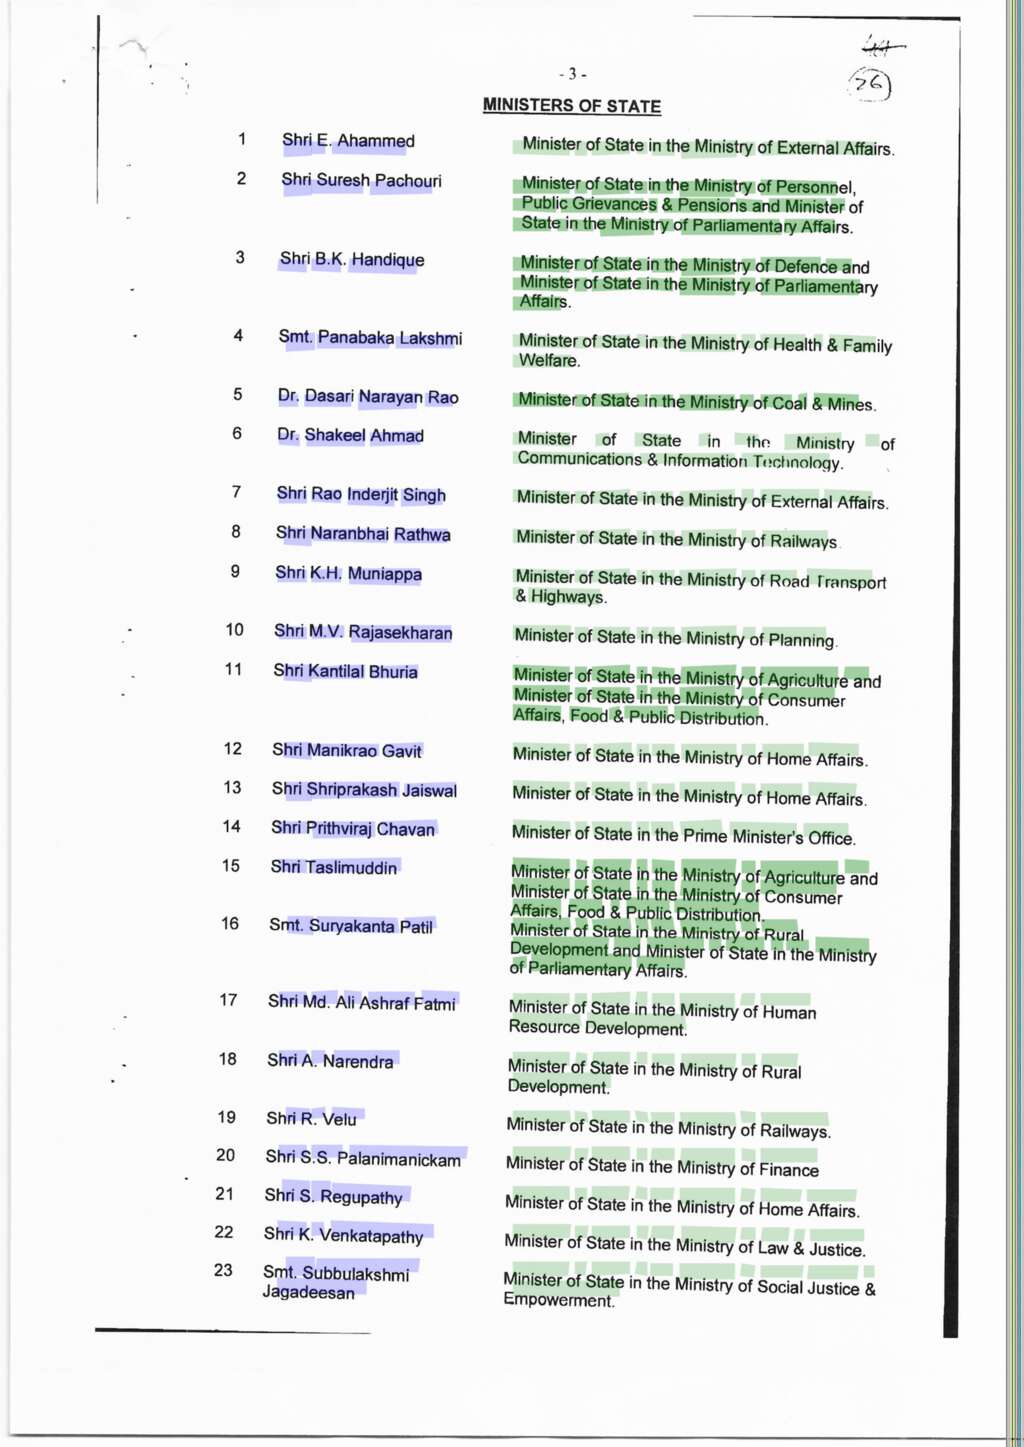 - 3 -
26
MINISTERS OF STATE
1 Shri E. Ahammed Minister of State in the Ministry of External Affairs.
2 Shri Suresh Pachouri Minister of State in the Ministry of Personnel,
Public Grievances & Pensions and Minister of
State in the Ministry of Parliamentary Affairs.
3 Shri B.K. Handique Minister of State in the Ministry of Defence and
Minister of State in the Ministry of Parliamentary
Affairs.
4 Smt. Panabaka Lakshmi Minister of State in the Ministry of Health & Family
Welfare.
5 Dr. Dasari Narayan Rao Minister of State in the Ministry of Coal & Mines.
6 Dr. Shakeel Ahmad Minister of State in the Ministry of
Communications & Information Technology.
7 Shri Rao Inderjit Singh Minister of State in the Ministry of External Affairs.
8 Shri Naranbhai Rathwa Minister of State in the Ministry of Railways.
9 Shri K.H. Muniappa Minister of State in the Ministry of Road Transport
& Highways.
10 Shri M.V. Rajasekharan Minister of State in the Ministry of Planning.
11 Shri Kantilal Bhuria Minister of State in the Ministry of Agriculture and
Minister of State in the Ministry of Consumer
Affairs, Food & Public Distribution.
12 Shri Manikrao Gavit Minister of State in the Ministry of Home Affairs.
13 Shri Shriprakash Jaiswal Minister of State in the Ministry of Home Affairs.
14 Shri Prithviraj Chavan Minister of State in the Prime Minister's Office.
15 Shri Taslimuddin Minister of State in the Ministry of Agriculture and
Minister of State in the Ministry of Consumer
Affairs, Food & Public Distribution.
16 Smt. Suryakanta Patil Minister of State in the Ministry of Rural
Development and Minister of State in the Ministry
of Parliamentary Affairs.
17 Shri Md. Ali Ashraf Fatmi Minister of State in the Ministry of Human
Resource Development.
18 Shri A. Narendra Minister of State in the Ministry of Rural
Development.
19 Shri R. Velu Minister of State in the Ministry of Railways.
20 Shri S.S. Palanimanickam Minister of State in the Ministry of Finance
21 Shri S. Regupathy Minister of State in the Ministry of Home Affairs.
22 Shri K. Venkatapathy Minister of State in the Ministry of Law & Justice.
23 Smt. Subbulakshmi Minister of State in the Ministry of Social Justice &
Jagadeesan Empowerment.